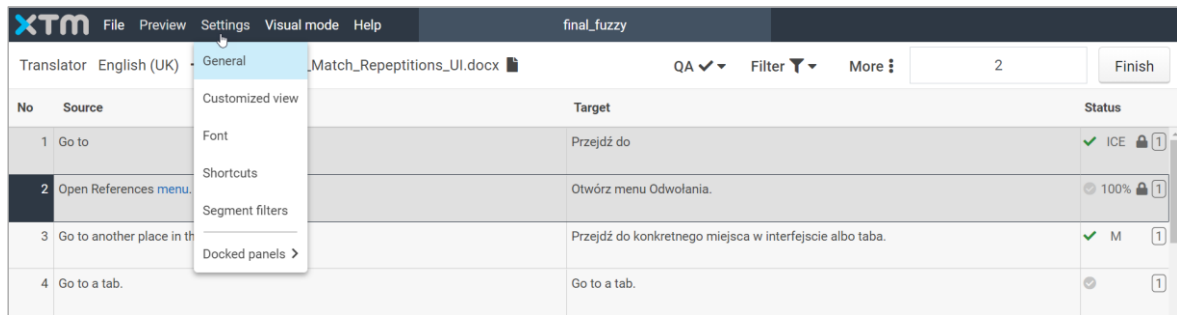 XTM File Preview Settings Visual mode Help final_fuzzy
Translator English (UK) General _Match_Repeptitions_UI.docx QA Filter More 2 Finish
Customized view
No Source Target Status
Font
1 Go to Przejdź do ICE 1
Shortcuts
2 Open References menu. Otwórz menu Odwołania. 100% 1
Segment filters
3 Go to another place in th Przejdź do konkretnego miejsca w interfejscie albo taba. M 1
Docked panels
4 Go to a tab. Go to a tab. 1